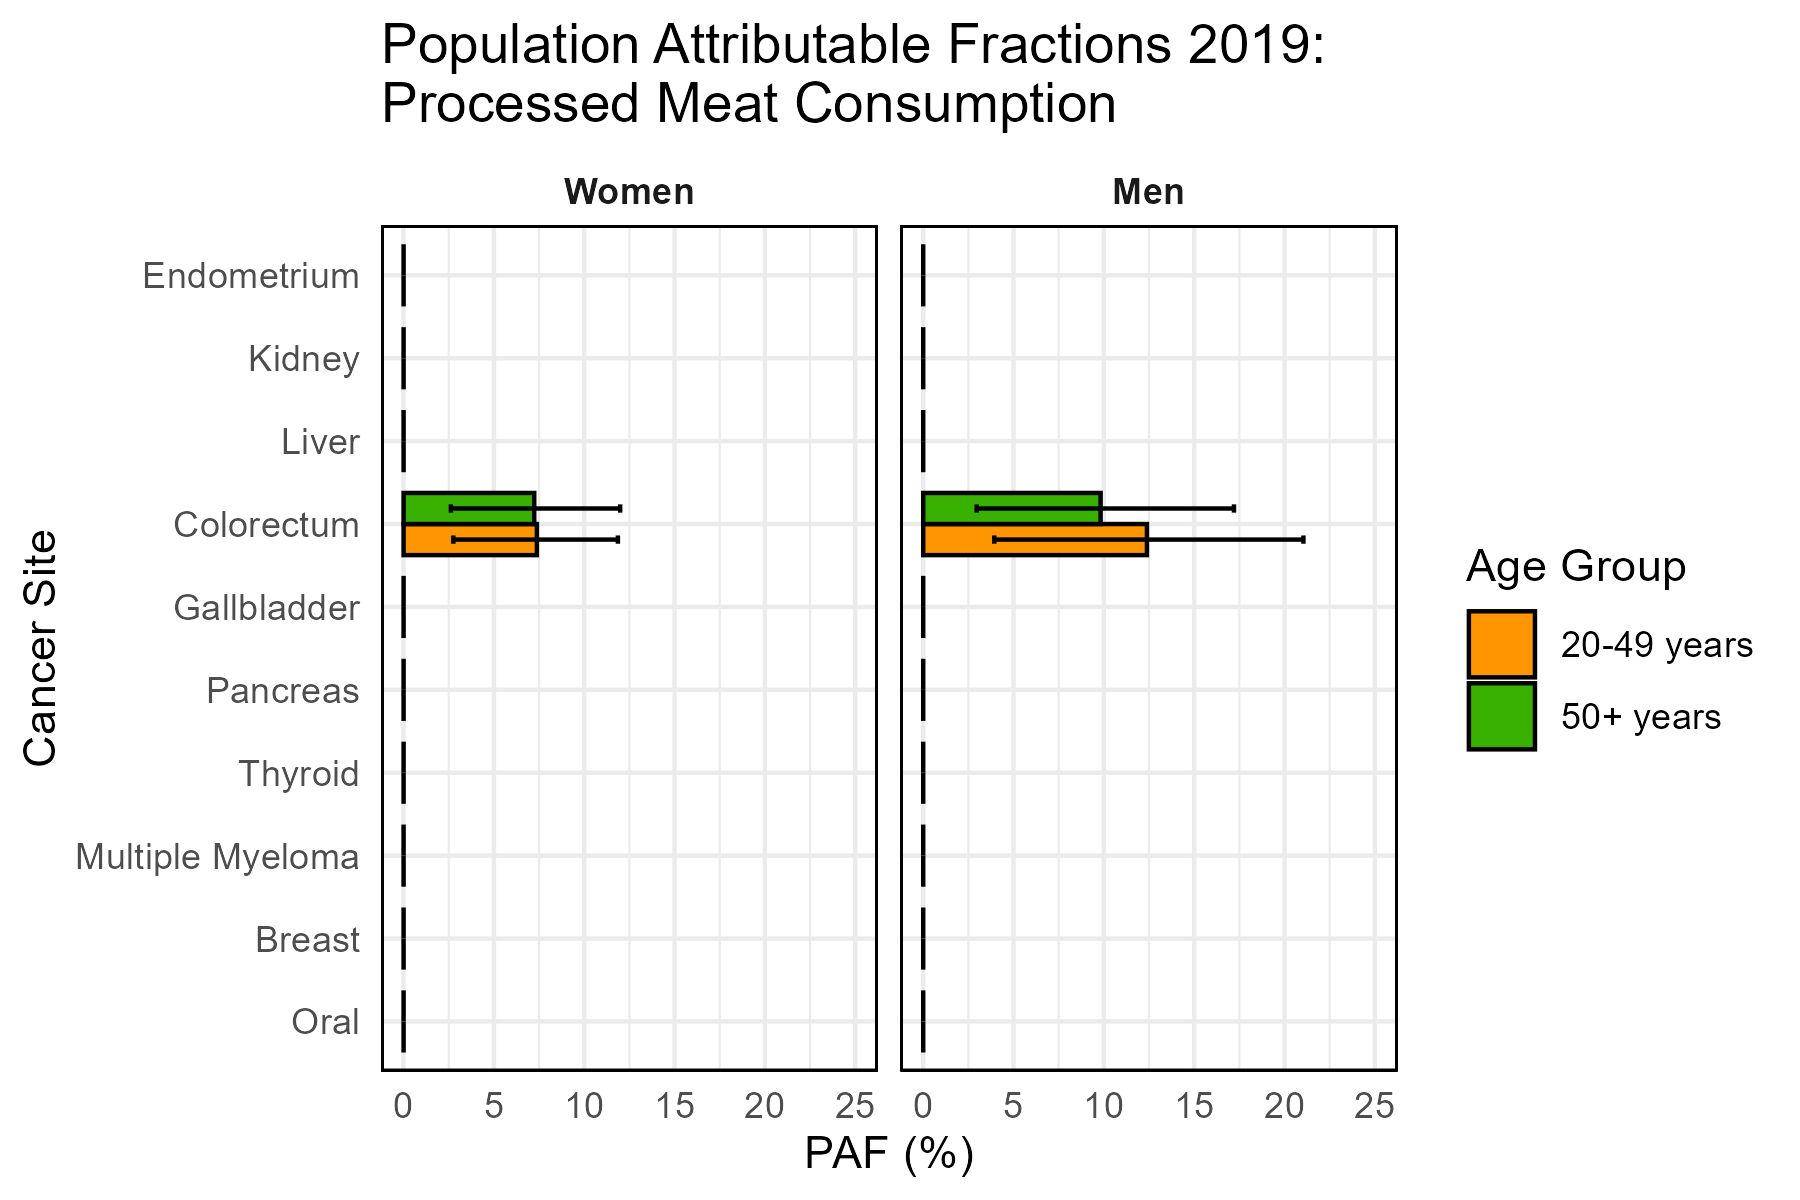 Population Attributable Fractions 2019:
Processed Meat Consumption
Women
Men
Cancer Site
Endometrium
Kidney
Liver
Colorectum
Gallbladder
Pancreas
Thyroid
Multiple Myeloma
Breast
Oral
0 5 10 15 20 25
0 5 10 15 20 25
PAF (%)
Age Group
20-49 years
50+ years